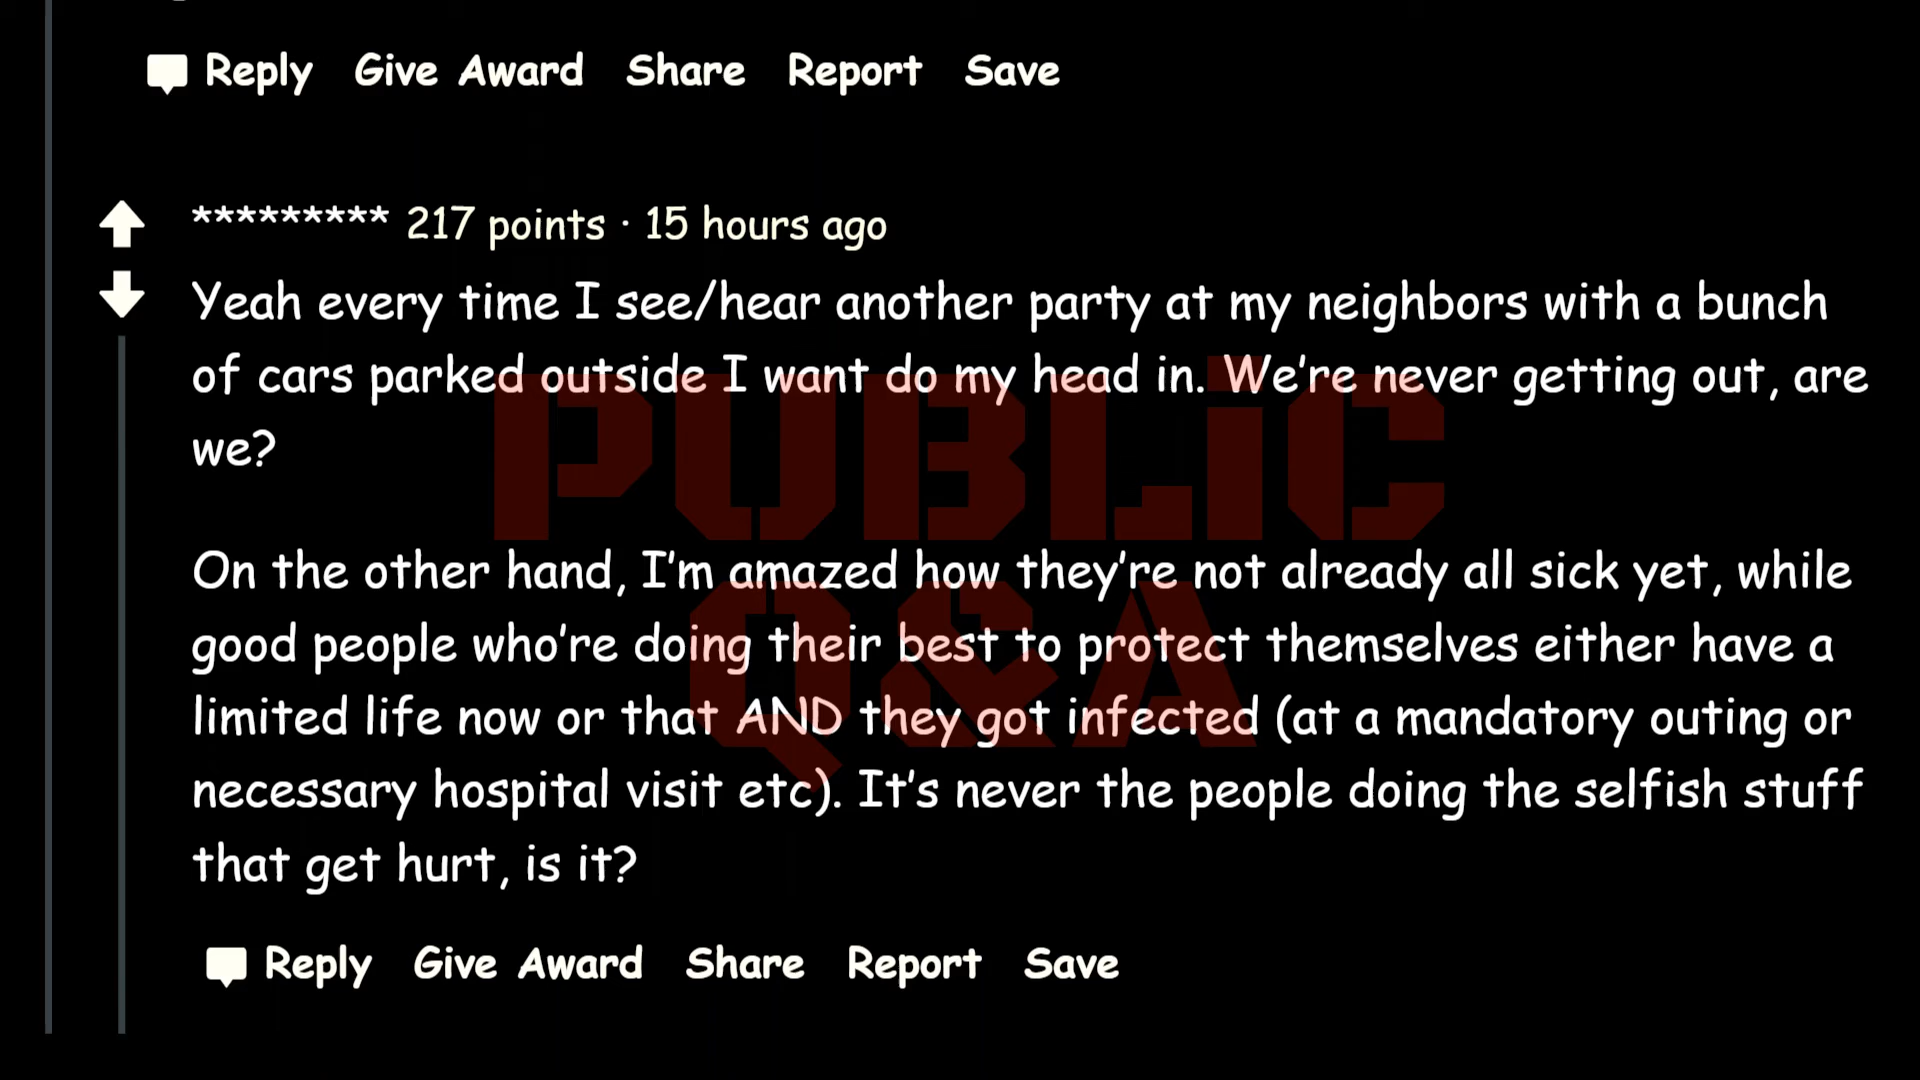 Reply Give Award Share Report Save
********* 217 points · 15 hours ago
Yeah every time I see/hear another party at my neighbors with a bunch
of cars parked outside I want do my head in. We're never getting out, are
we?
On the other hand, I'm amazed how they're not already all sick yet, while
good people who're doing their best to protect themselves either have a
limited life now or that AND they got infected (at a mandatory outing or
necessary hospital visit etc). It's never the people doing the selfish stuff
that get hurt, is it?
Reply Give Award Share Report Save
PUBLiC
Q&A